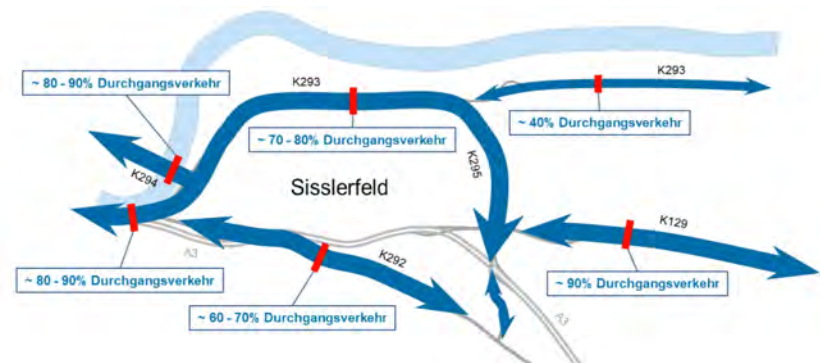 ~ 80 - 90% Durchgangsverkehr
K293
K293
~ 70 - 80% Durchgangsverkehr
~ 40% Durchgangsverkehr
K294
Sisslerfeld
K295
A3
K292
K129
~ 80 - 90% Durchgangsverkehr
~ 60 - 70% Durchgangsverkehr
~ 90% Durchgangsverkehr
A3